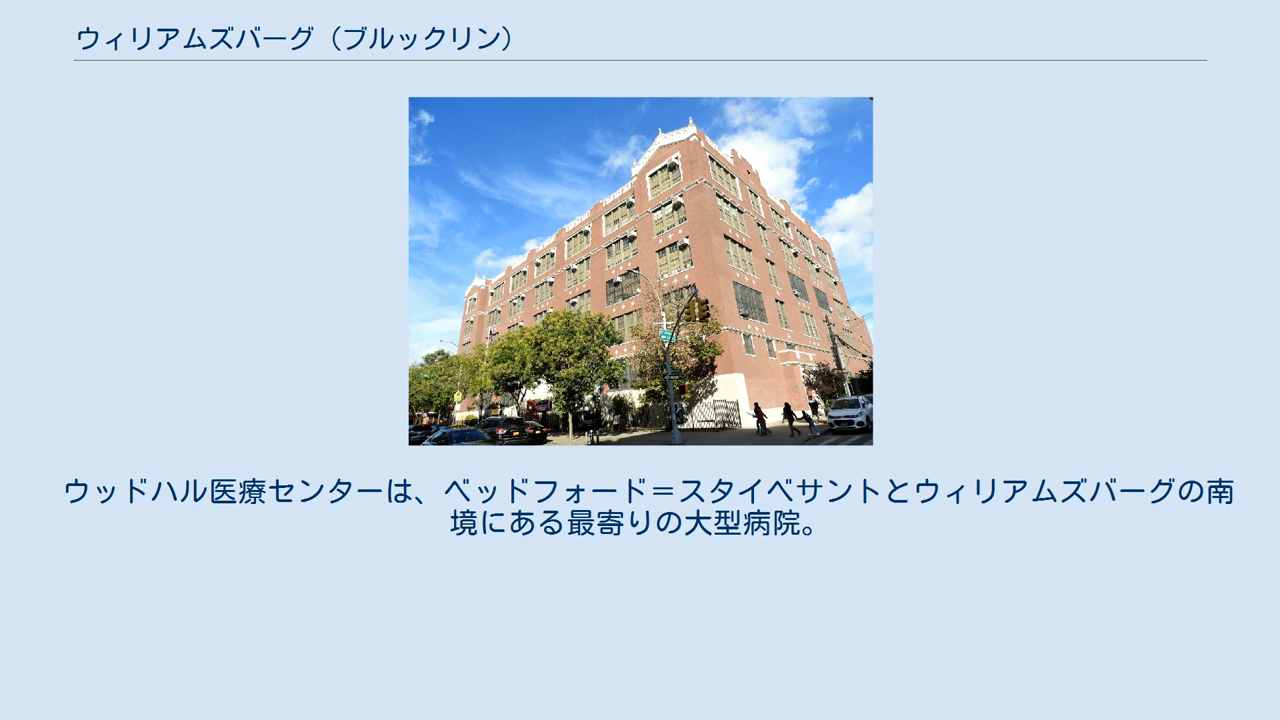 ウィリアムズバーグ（ブルックリン）
ウッドハル医療センターは、ベッドフォード＝スタイベサントとウィリアムズバーグの南
境にある最寄りの大型病院。